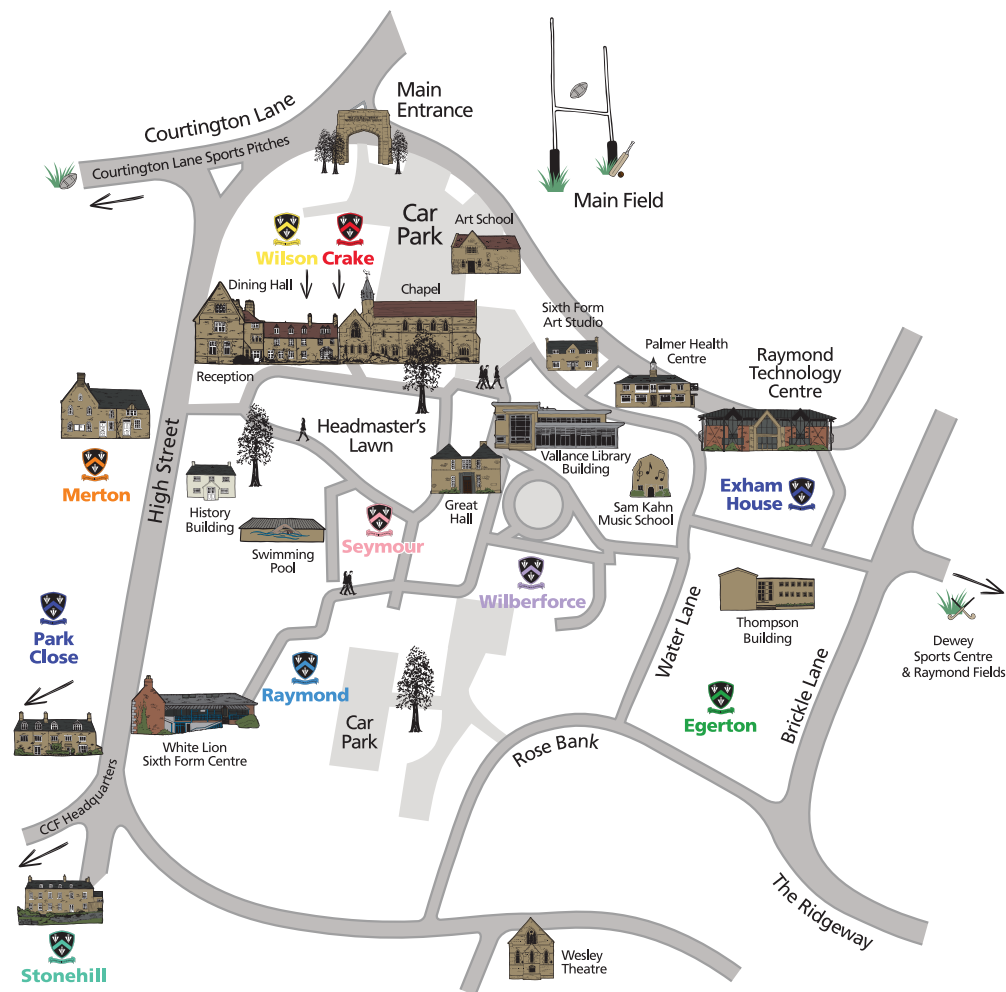 Main
Entrance
Courtington Lane
Courtington Lane Sports Pitches
Main Field
Car
Park
Art School
Wilson
Crake
Dining Hall
Chapel
Sixth Form
Art Studio
Palmer Health
Centre
Raymond
Technology
Centre
Reception
Headmaster's
Lawn
Vallance Library
Building
High Street
Merton
History
Building
Great
Hall
Sam Kahn
Music School
Exham
House
Swimming
Pool
Seymour
Wilberforce
Thompson
Building
Water Lane
Brickle Lane
Dewey
Sports Centre
& Raymond Fields
Park
Close
Raymond
Egerton
White Lion
Sixth Form Centre
Car
Park
Rose Bank
CCF Headquarters
The Ridgeway
Stonehill
Wesley
Theatre